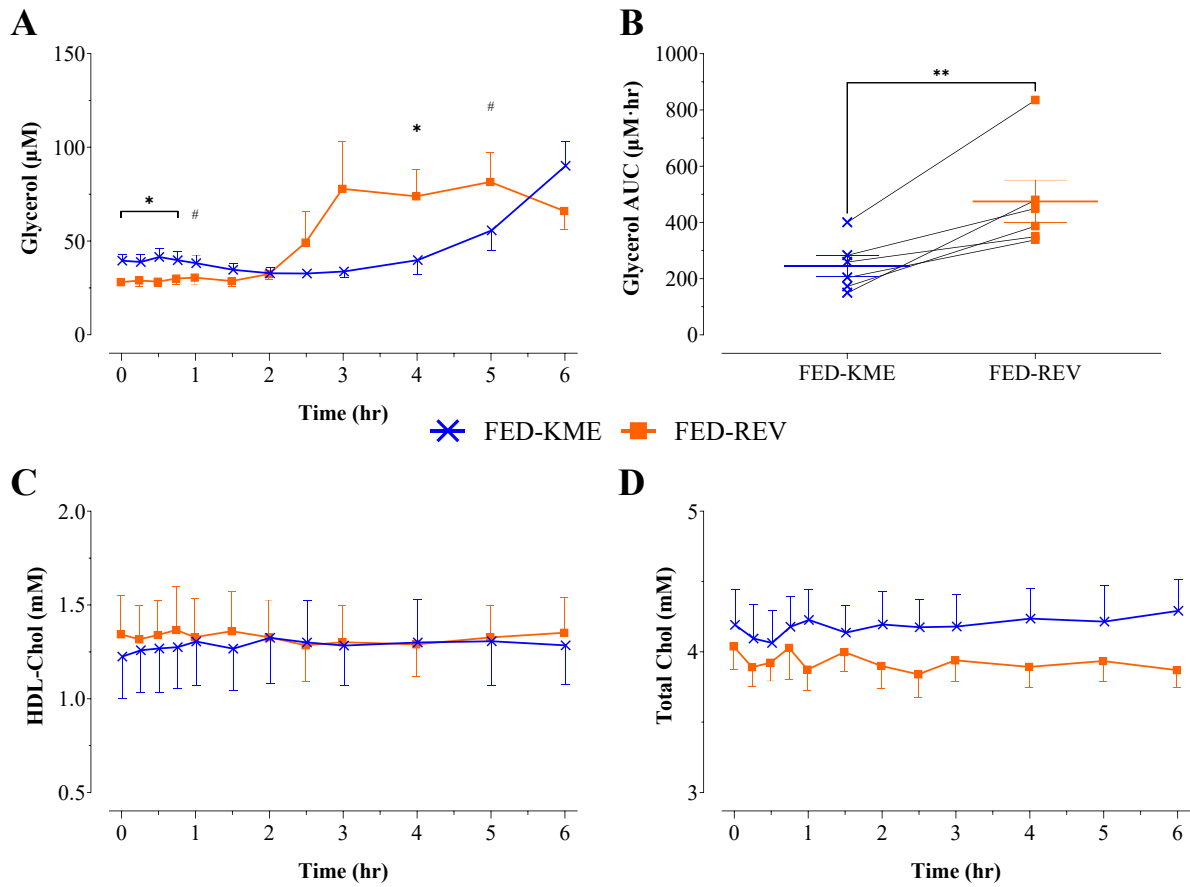 A
150
100
50
0
Glycerol (µM)
*
#
*
#
0 1 2 3 4 5 6
Time (hr)
B
1000
800
600
400
200
0
Glycerol AUC (µM·hr)
**
FED-KME FED-REV
FED-KME FED-REV
C
2.0
1.5
1.0
0.5
HDL-Chol (mM)
0 1 2 3 4 5 6
Time (hr)
D
5
4
3
Total Chol (mM)
0 1 2 3 4 5 6
Time (hr)